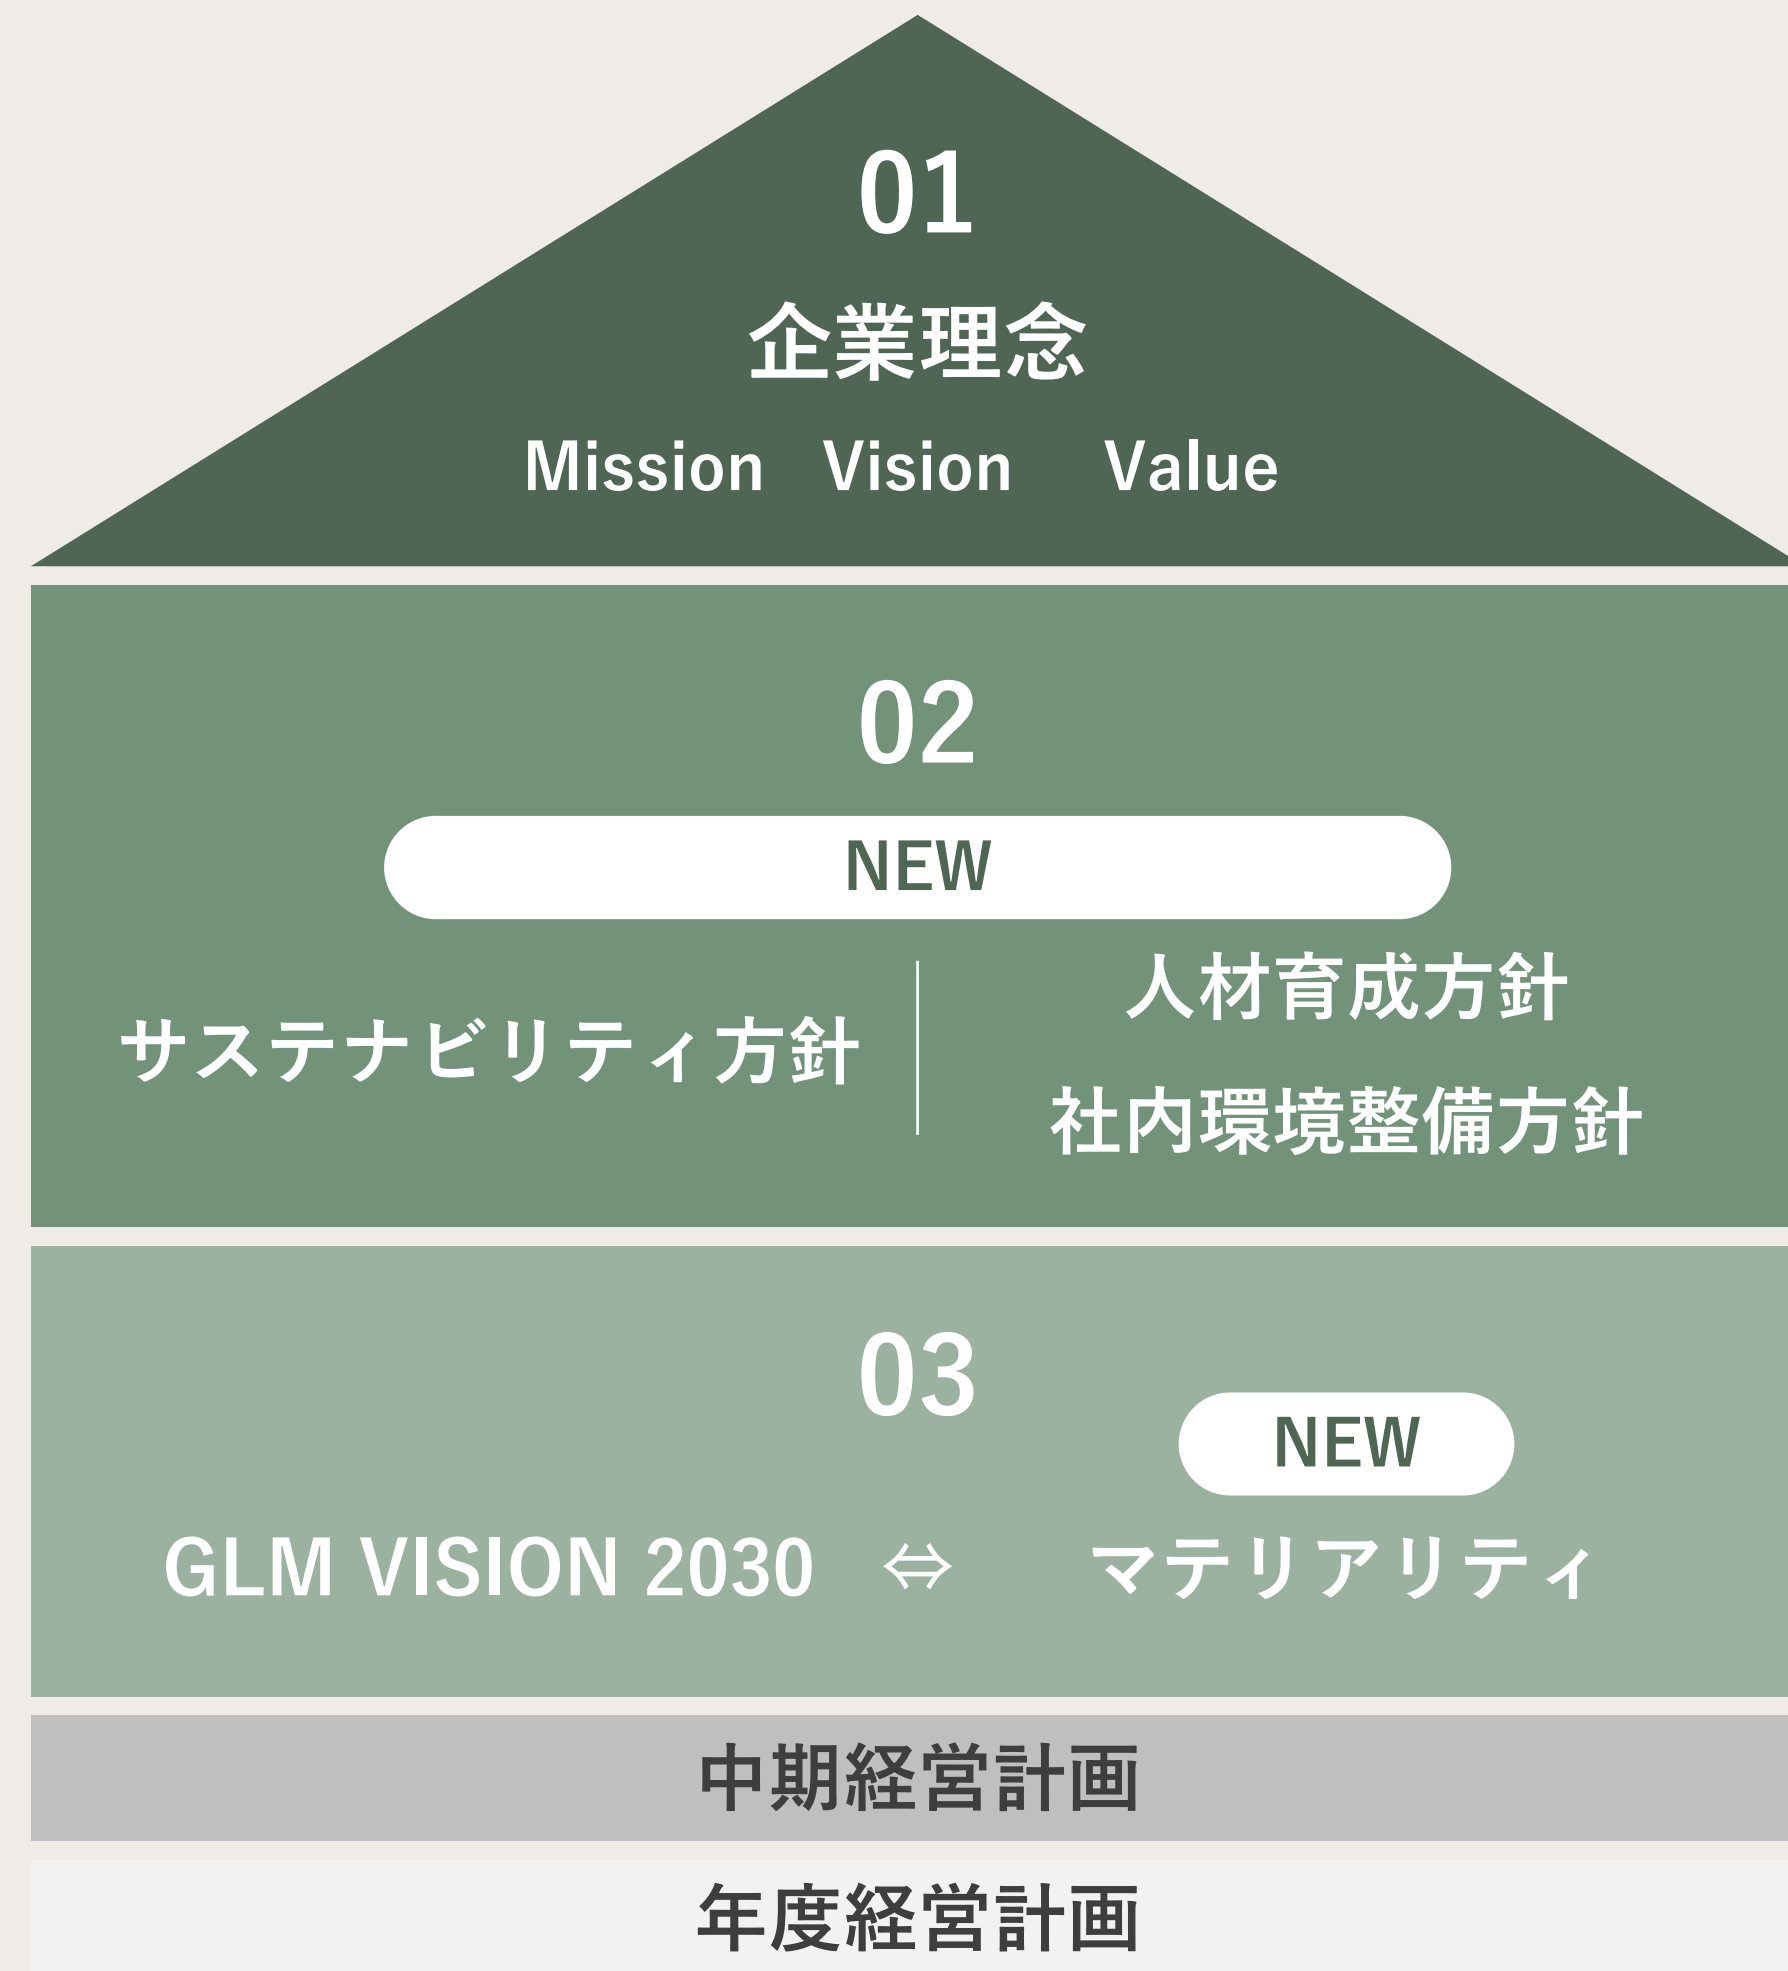 01
企業理念
Mission Vision Value
02
NEW
サステナビリティ方針
人材育成方針
社内環境整備方針
03
NEW
GLM VISION 2030 ⇔ マテリアリティ
中期経営計画
年度経営計画